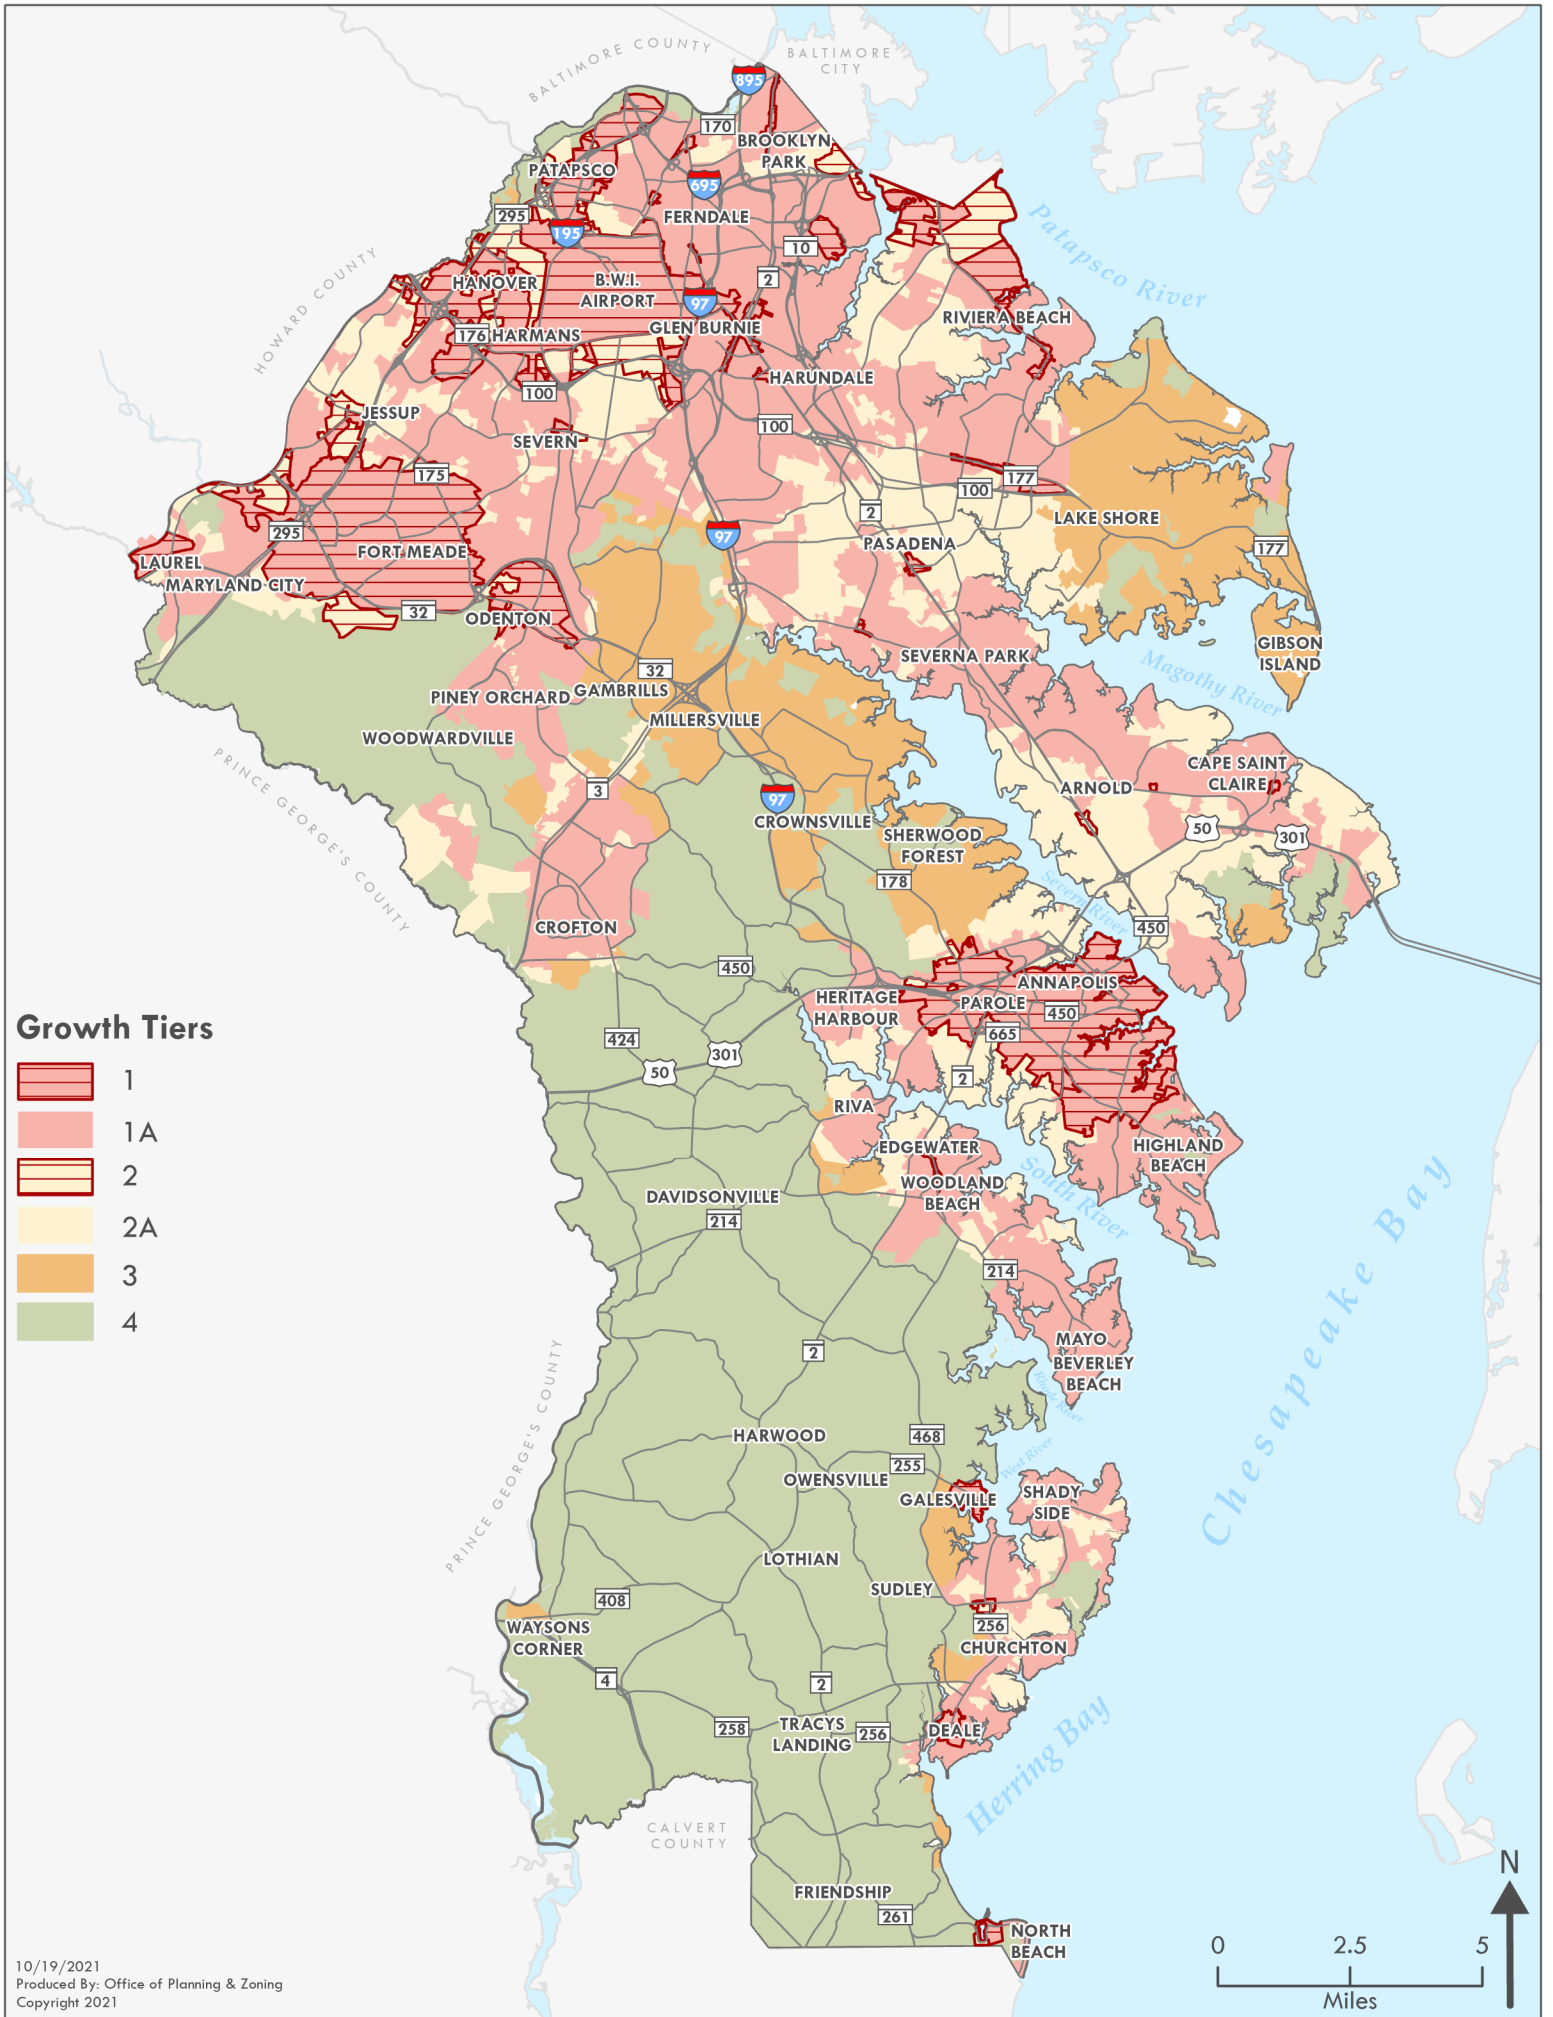 BALTIMORE COUNTY
BALTIMORE
CITY
895
170
BROOKLYN
PARK
PATAPSCO
695
295
FERNDALE
195
10
Patapsco River
HOWARD COUNTY
HANOVER
B.W.I.
AIRPORT
2
97
176
HARMANS
GLEN BURNIE
RIVIERA BEACH
HARUNDALE
100
JESSUP
100
SEVERN
175
177
100
2
LAKE SHORE
295
97
PASADENA
177
FORT MEADE
LAUREL
MARYLAND CITY
32
ODENTON
GIBSON
ISLAND
SEVERNA PARK
32
Magothy River
PINEY ORCHARD
GAMBRILLS
MILLERSVILLE
WOODWARDVILLE
PRINCE GEORGE'S COUNTY
CAPE SAINT
CLAIRE
3
97
ARNOLD
CROWNSVILLE
SHERWOOD
FOREST
50
301
178
Severn River
CROFTON
450
450
ANNAPOLIS
HERITAGE
HARBOUR
PAROLE
450
Growth Tiers
424
665
301
50
2
1
1A
2
2A
3
4
RIVA
EDGEWATER
HIGHLAND
BEACH
South River
WOODLAND
BEACH
DAVIDSONVILLE
214
214
Chesapeake Bay
MAYO
2
BEVERLEY
BEACH
Rhode River
PRINCE GEORGE'S COUNTY
HARWOOD
468
West River
255
OWENSVILLE
GALESVILLE
SHADY
SIDE
LOTHIAN
SUDLEY
408
WAYSONS
CORNER
256
CHURCHTON
4
2
258
TRACYS
LANDING
256
DEALE
Herring Bay
CALVERT
COUNTY
FRIENDSHIP
261
NORTH
BEACH
N
0 2.5 5
Miles
10/19/2021
Produced By: Office of Planning & Zoning
Copyright 2021